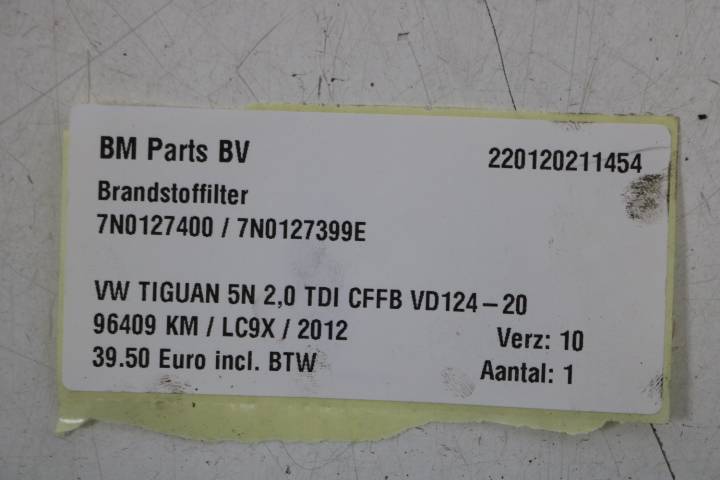 BM Parts BV 220120211454
Brandstoffilter
7N0127400 / 7N0127399E
VW TIGUAN 5N 2,0 TDI CFFB VD124-20
96409 KM / LC9X / 2012 Verz: 10
39.50 Euro incl. BTW Aantal: 1